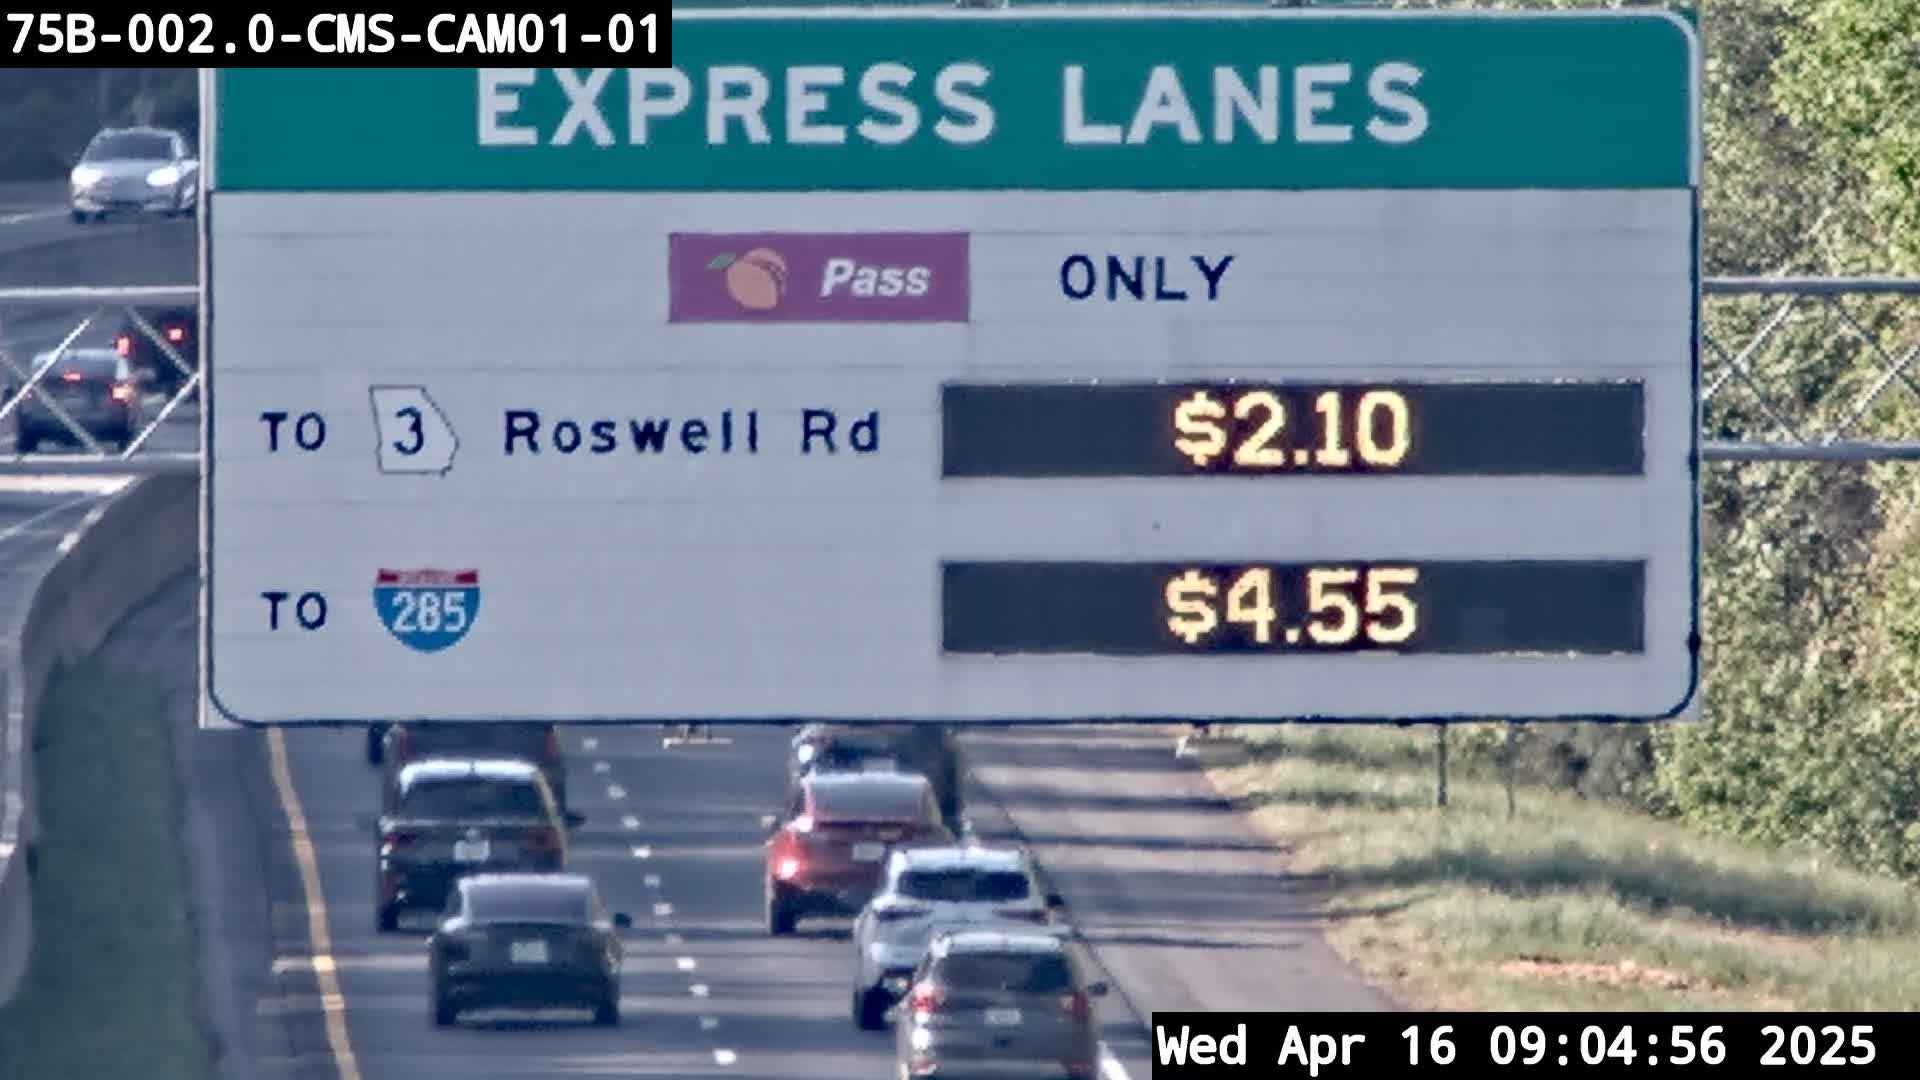 75B-002.0-CMS-CAM01-01
EXPRESS LANES
Pass ONLY
TO 3 Roswell Rd $2.10
TO 285 $4.55
Wed Apr 16 09:04:56 2025